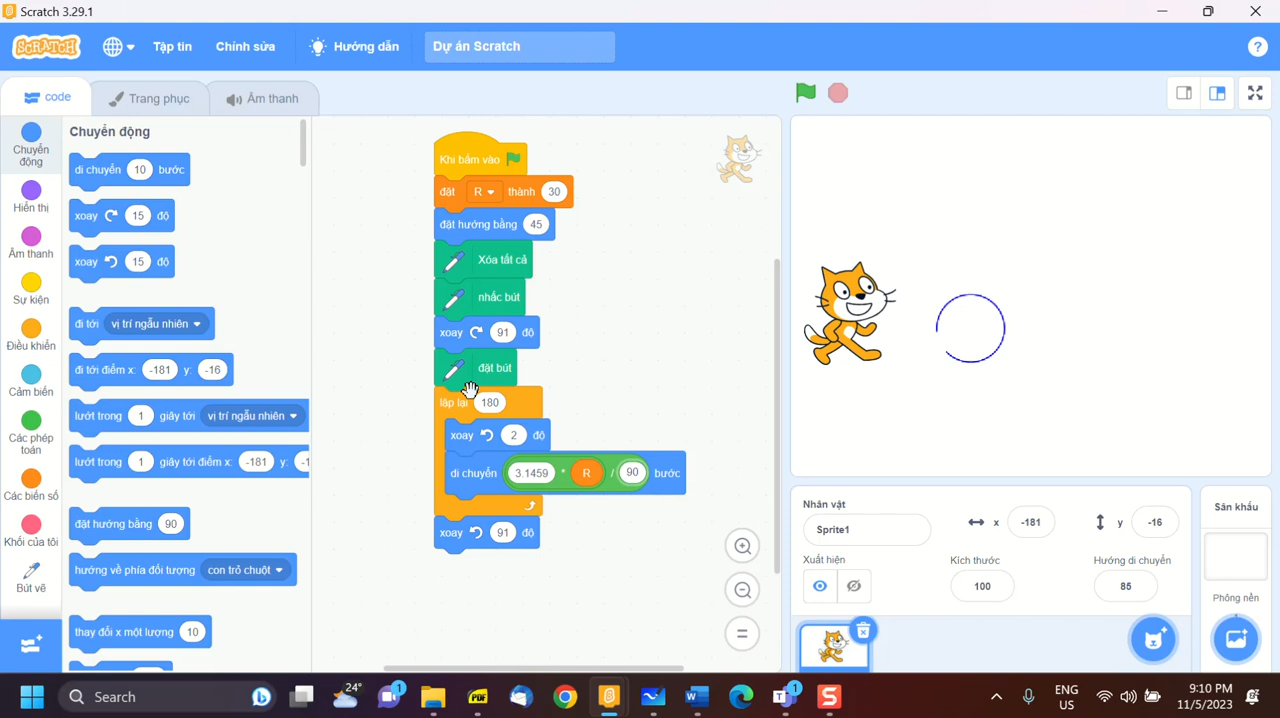 Scratch 3.29.1
SCRATCH
Tập tin
Chỉnh sửa
Hướng dẫn
Dự án Scratch
?
code
Trang phục
Âm thanh
Chuyển động
Hiển thị
Âm thanh
Sự kiện
Điều khiển
Cảm biến
Các phép toán
Các biến số
Khối của tôi
Bút vẽ
Chuyển động
di chuyển 10 bước
xoay 15 độ
xoay 15 độ
đi tới vị trí ngẫu nhiên
đi tới điểm x: -181 y: -16
lướt trong 1 giây tới vị trí ngẫu nhiên
lướt trong 1 giây tới điểm x: -181 y: -1
đặt hướng bằng 90
hướng về phía đối tượng con trỏ chuột
thay đổi x một lượng 10
Khi bấm vào
đặt R thành 30
đặt hướng bằng 45
Xóa tất cả
nhấc bút
xoay 91 độ
đặt bút
lặp lại 180
xoay 2 độ
di chuyển 3.1459 * R / 90 bước
xoay 91 độ
Nhân vật
Sprite1
x -181
y -16
Xuất hiện
Kích thước
100
Hướng di chuyển
85
Sân khấu
Phông nền
24°
Search
1
PDF
W
T 1
S
ENG
US
9:10 PM
11/5/2023